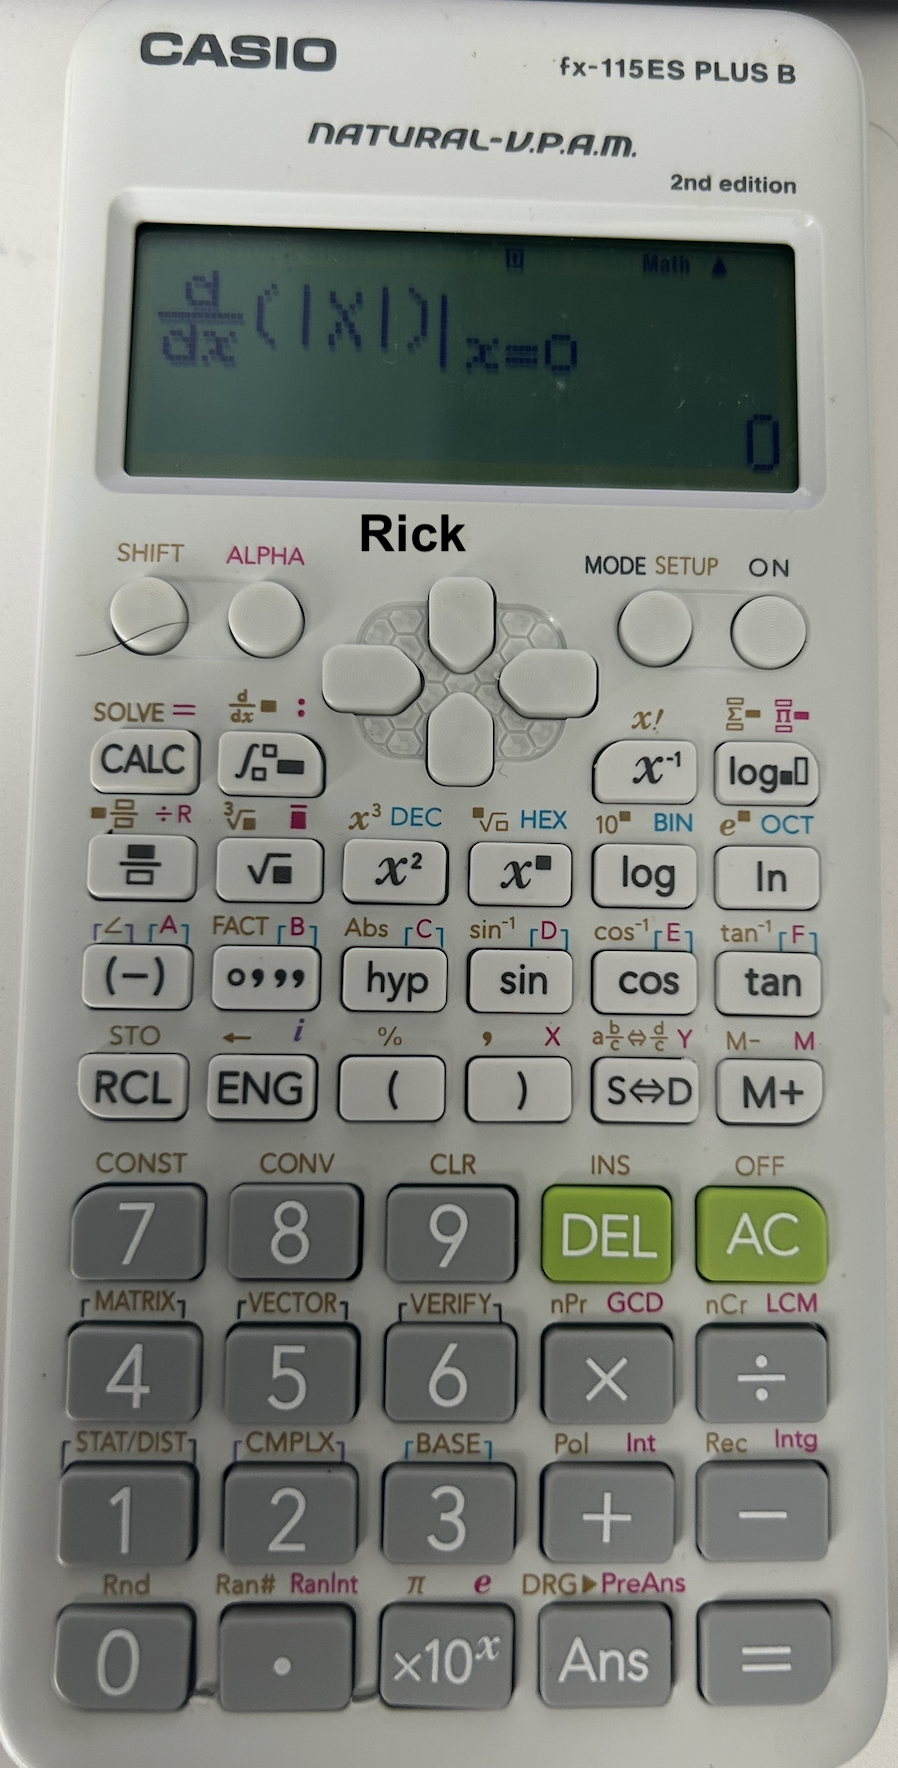 CASIO
fx-115ES PLUS B
NATURAL-V.P.A.M.
2nd edition
D Math ▲
d/dx(|X|)|x=0
0
Rick
SHIFT ALPHA MODE SETUP ON
SOLVE = d/dx■ : x! Σ▭- Π▭-
CALC ∫▭▭■ x⁻¹ log■▯
■▭/▭ ÷R ³√■ x³ DEC ■√▭ HEX 10■ BIN e■ OCT
■/▭ √■ x² x■ log ln
∠ A FACT B Abs C sin⁻¹ D cos⁻¹ E tan⁻¹ F
(−) °,,, hyp sin cos tan
STO ← i % , X a b/c⇔d/c Y M− M
RCL ENG ( ) S⇔D M+
CONST CONV CLR INS OFF
7 8 9 DEL AC
MATRIX VECTOR VERIFY nPr GCD nCr LCM
4 5 6 × ÷
STAT/DIST CMPLX BASE Pol Int Rec Intg
1 2 3 + −
Rnd Ran# RanInt π e DRG▶ PreAns
0 • ×10ˣ Ans =